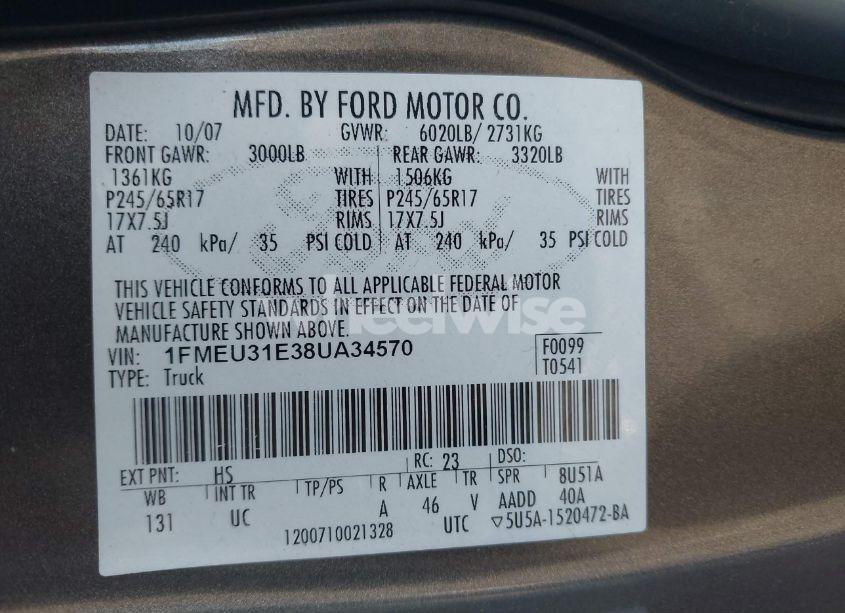 MFD. BY FORD MOTOR CO.
DATE: 10/07 GVWR: 6020LB/ 2731KG
FRONT GAWR: 3000LB REAR GAWR: 3320LB
1361KG WITH 1506KG WITH
P245/65R17 TIRES P245/65R17 TIRES
17X7.5J RIMS 17X7.5J RIMS
AT 240 kPa/ 35 PSI COLD AT 240 kPa/ 35 PSI COLD
THIS VEHICLE CONFORMS TO ALL APPLICABLE FEDERAL MOTOR
VEHICLE SAFETY STANDARDS IN EFFECT ON THE DATE OF
MANUFACTURE SHOWN ABOVE.
wheelwise
VIN: 1FMEU31E38UA34570 F0099
TYPE: Truck T0541
EXT PNT: HS RC: 23 DSO:
WB INT TR TP/PS R AXLE TR SPR 8U51A
131 UC A 46 V AADD 40A
1200710021328 UTC ▽5U5A-1520472-BA